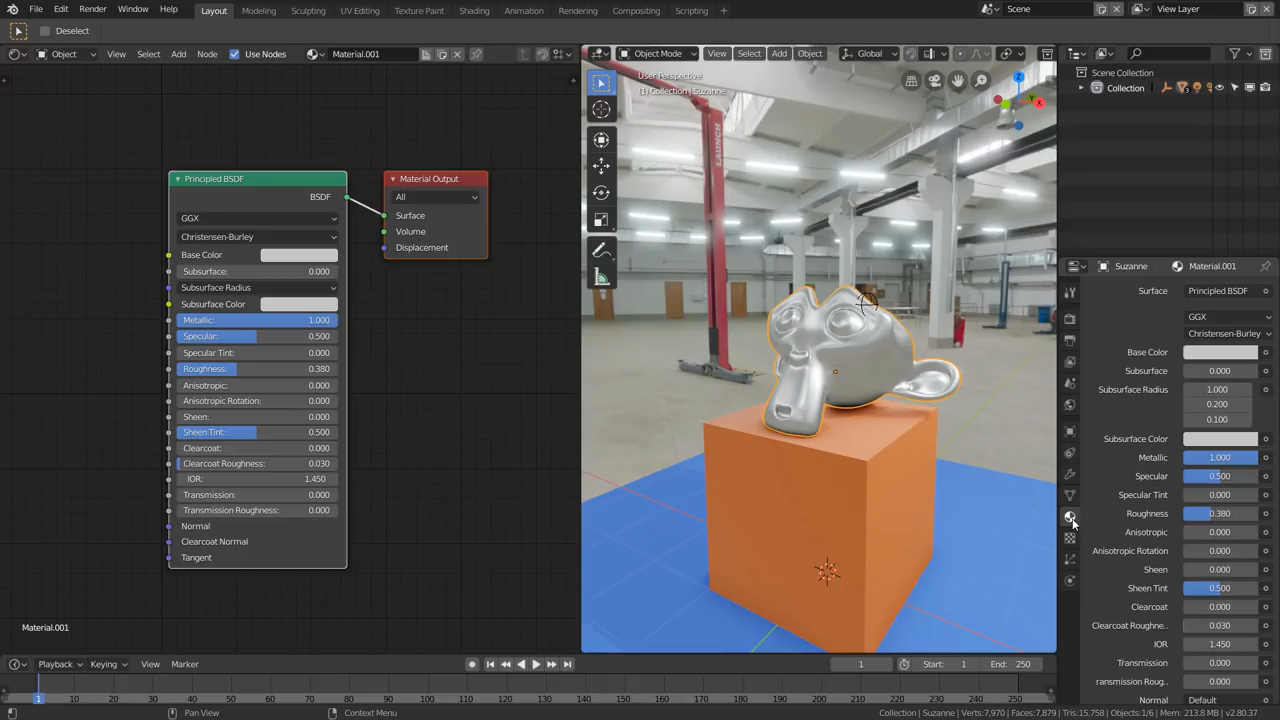 File Edit Render Window Help Layout Modeling Sculpting UV Editing Texture Paint Shading Animation Rendering Compositing Scripting Scene View Layer
Deselect
Object View Select Add Node Use Nodes Material.001
Object Mode View Select Add Object Global
User Perspective
(1) Collection | Suzanne
Scene Collection
Collection
LAUNCH
Principled BSDF
BSDF
GGX
Christensen-Burley
Base Color
Subsurface: 0.000
Subsurface Radius
Subsurface Color
Metallic: 1.000
Specular: 0.500
Specular Tint: 0.000
Roughness: 0.380
Anisotropic: 0.000
Anisotropic Rotation: 0.000
Sheen: 0.000
Sheen Tint: 0.500
Clearcoat: 0.000
Clearcoat Roughness: 0.030
IOR: 1.450
Transmission: 0.000
Transmission Roughness: 0.000
Normal
Clearcoat Normal
Tangent
Material Output
All
Surface
Volume
Displacement
Material.001
Z
Y
X
Suzanne Material.001
Surface Principled BSDF
GGX
Christensen-Burley
Base Color
Subsurface 0.000
Subsurface Radius 1.000
0.200
0.100
Subsurface Color
Metallic 1.000
Specular 0.500
Specular Tint 0.000
Roughness 0.380
Anisotropic 0.000
Anisotropic Rotation 0.000
Sheen 0.000
Sheen Tint 0.500
Clearcoat 0.000
Clearcoat Roughne.. 0.030
IOR 1.450
Transmission 0.000
ransmission Roug.. 0.000
Normal Default
Playback Keying View Marker 1 Start: 1 End: 250
1 10 20 30 40 50 60 70 80 90 100 110 120 130 140 150 160 170 180 190 200 210 220 230 240 250
Pan View Context Menu Collection | Suzanne | Verts:7,970 | Faces:7,879 | Tris:15,758 | Objects:1/6 | Mem: 213.8 MB | v2.80.37